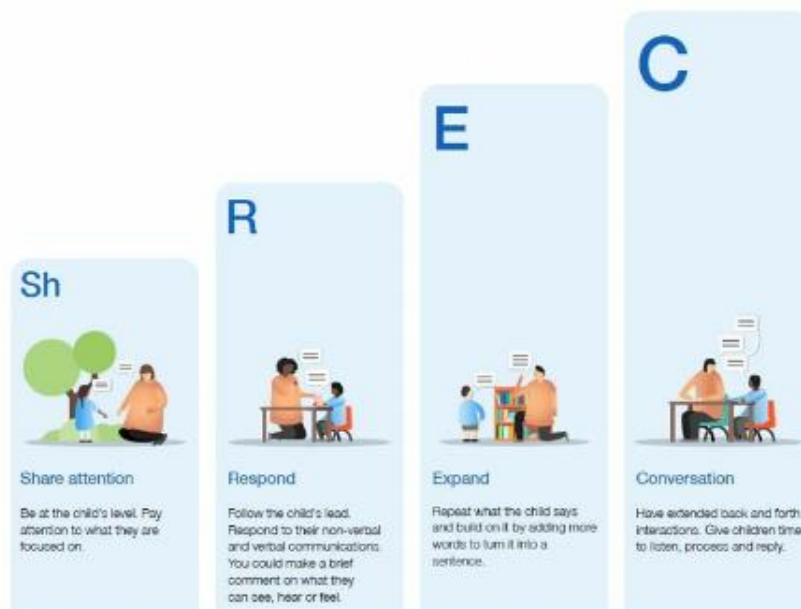 Sh
Share attention
Be at the child's level. Pay
attention to what they are
focused on.
R
Respond
Follow the child's lead.
Respond to their non-verbal
and verbal communications.
You could make a brief
comment on what they
can see, hear or feel.
E
Expand
Repeat what the child says
and build on it by adding more
words to turn it into a
sentence.
C
Conversation
Have extended back and forth
interactions. Give children time
to listen, process and reply.